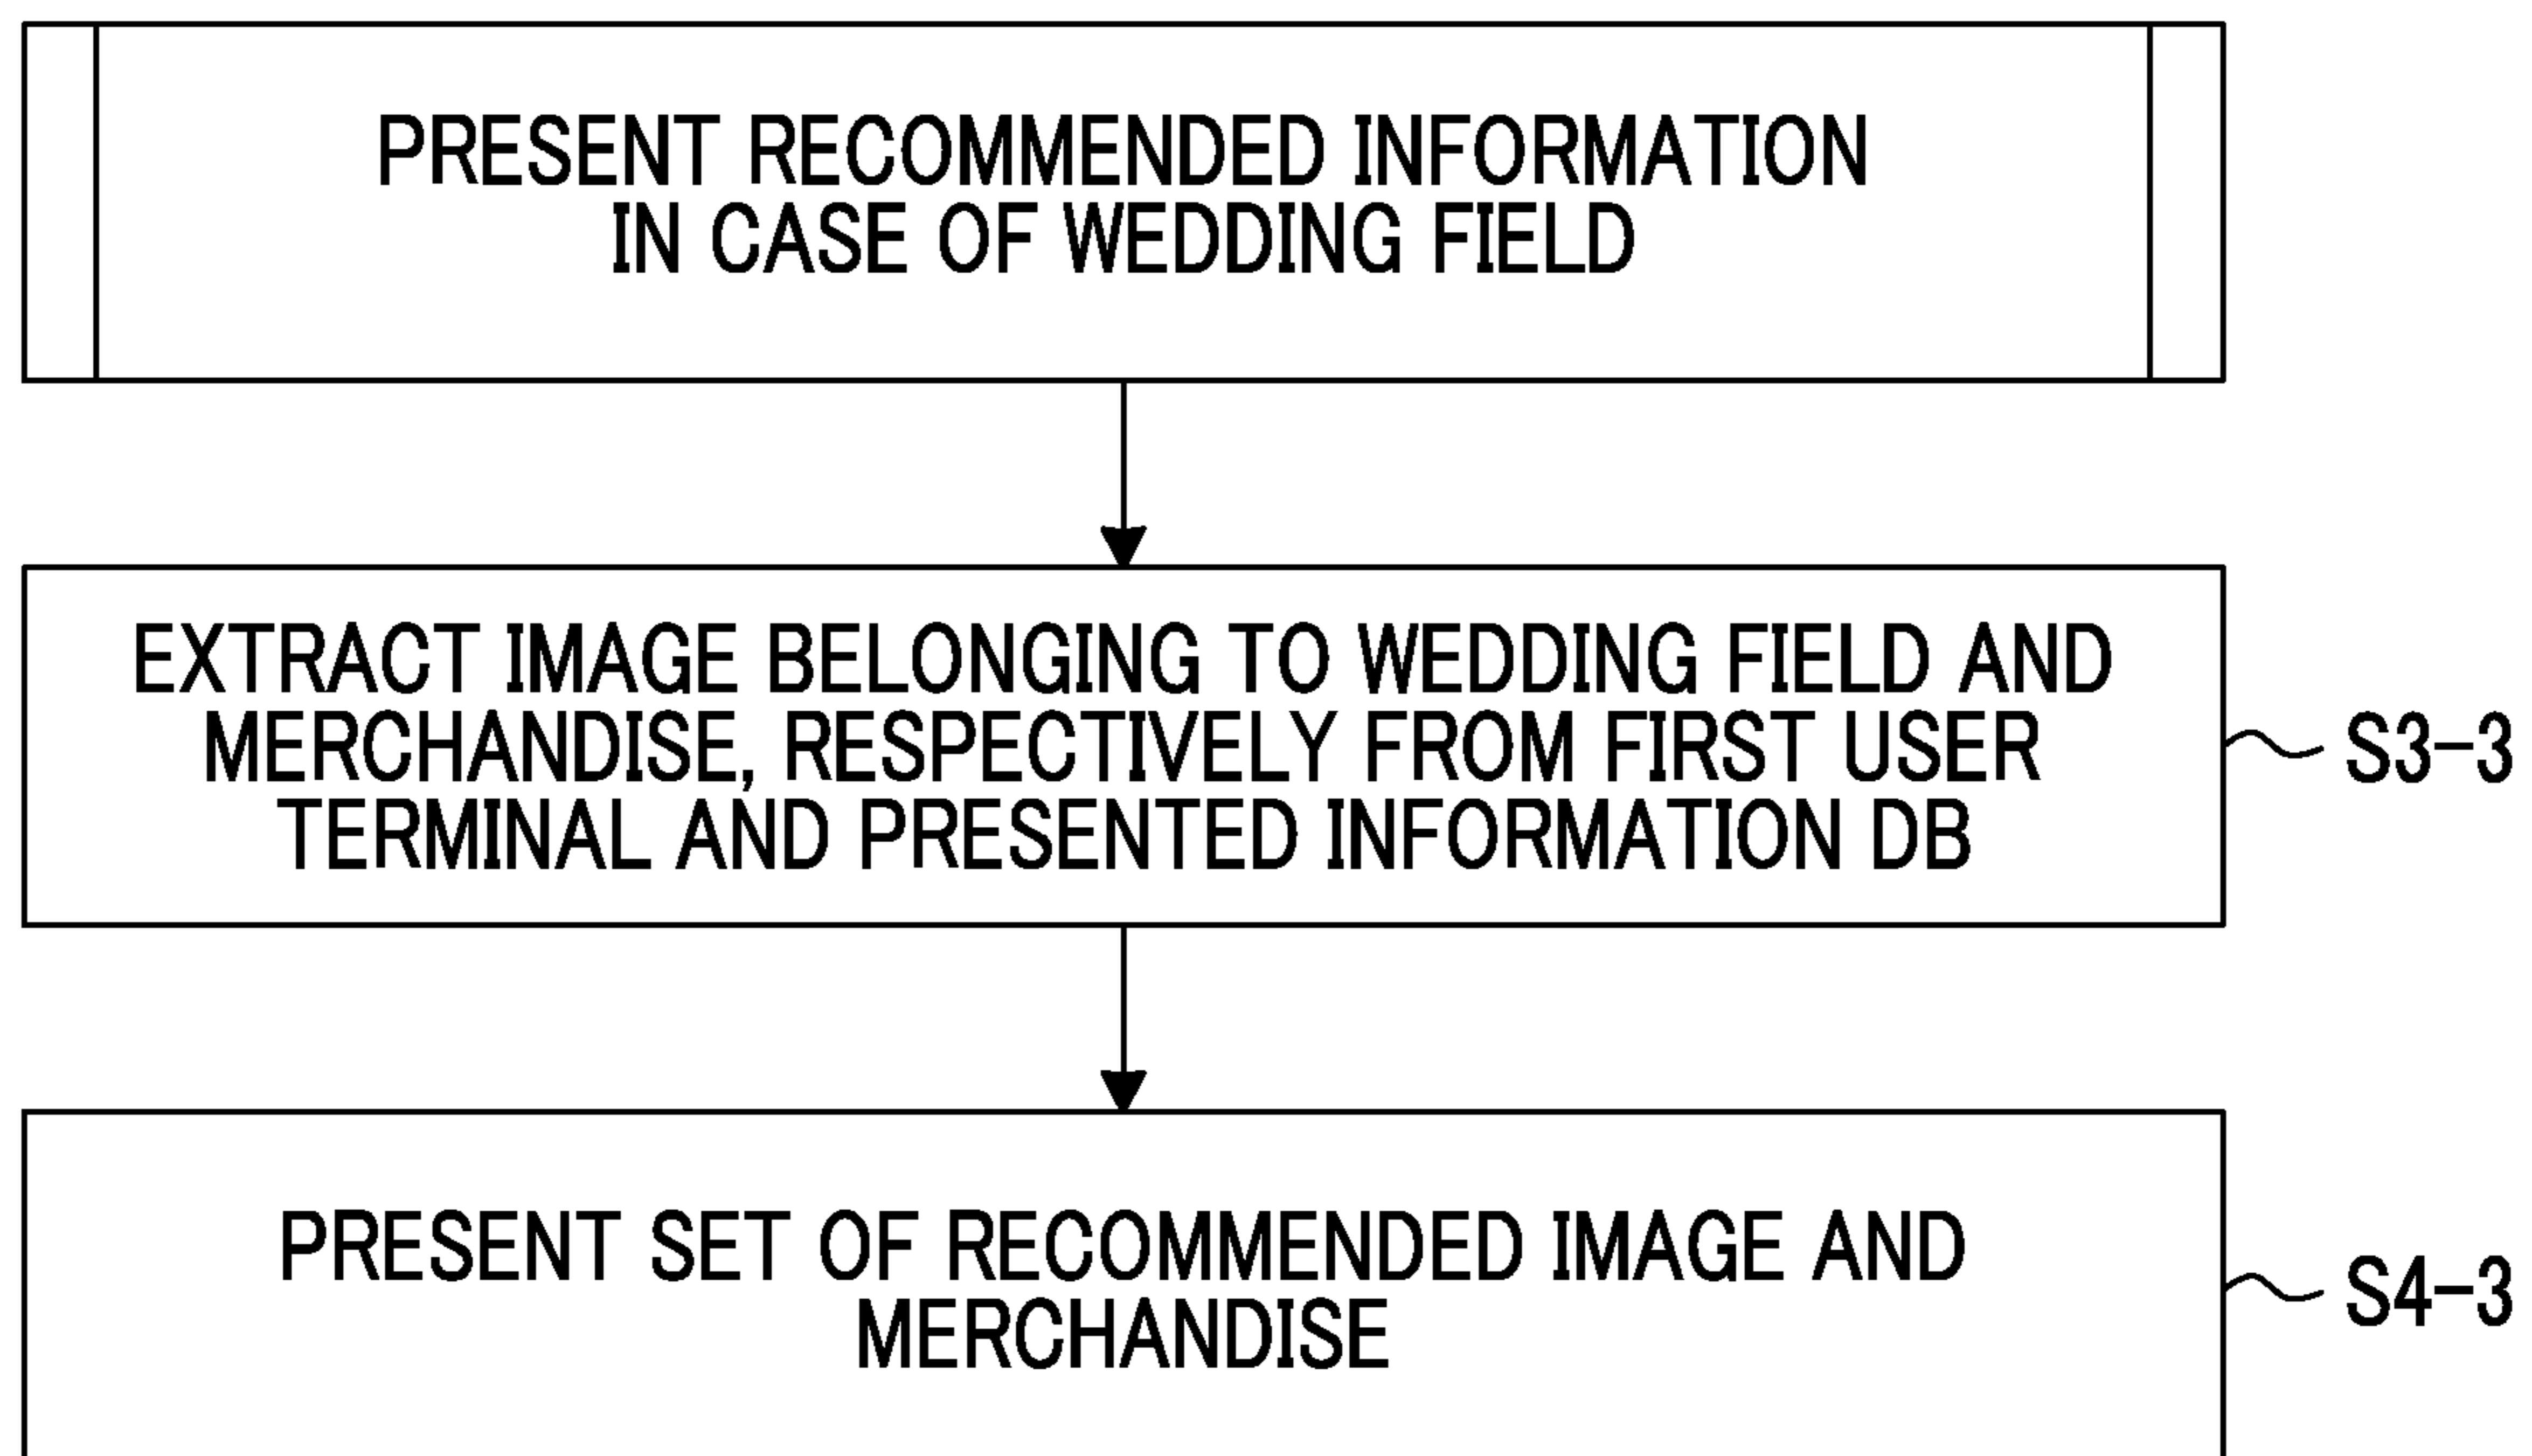 PRESENT RECOMMENDED INFORMATION
IN CASE OF WEDDING FIELD
EXTRACT IMAGE BELONGING TO WEDDING FIELD AND
MERCHANDISE, RESPECTIVELY FROM FIRST USER
TERMINAL AND PRESENTED INFORMATION DB
S3-3
PRESENT SET OF RECOMMENDED IMAGE AND
MERCHANDISE
S4-3